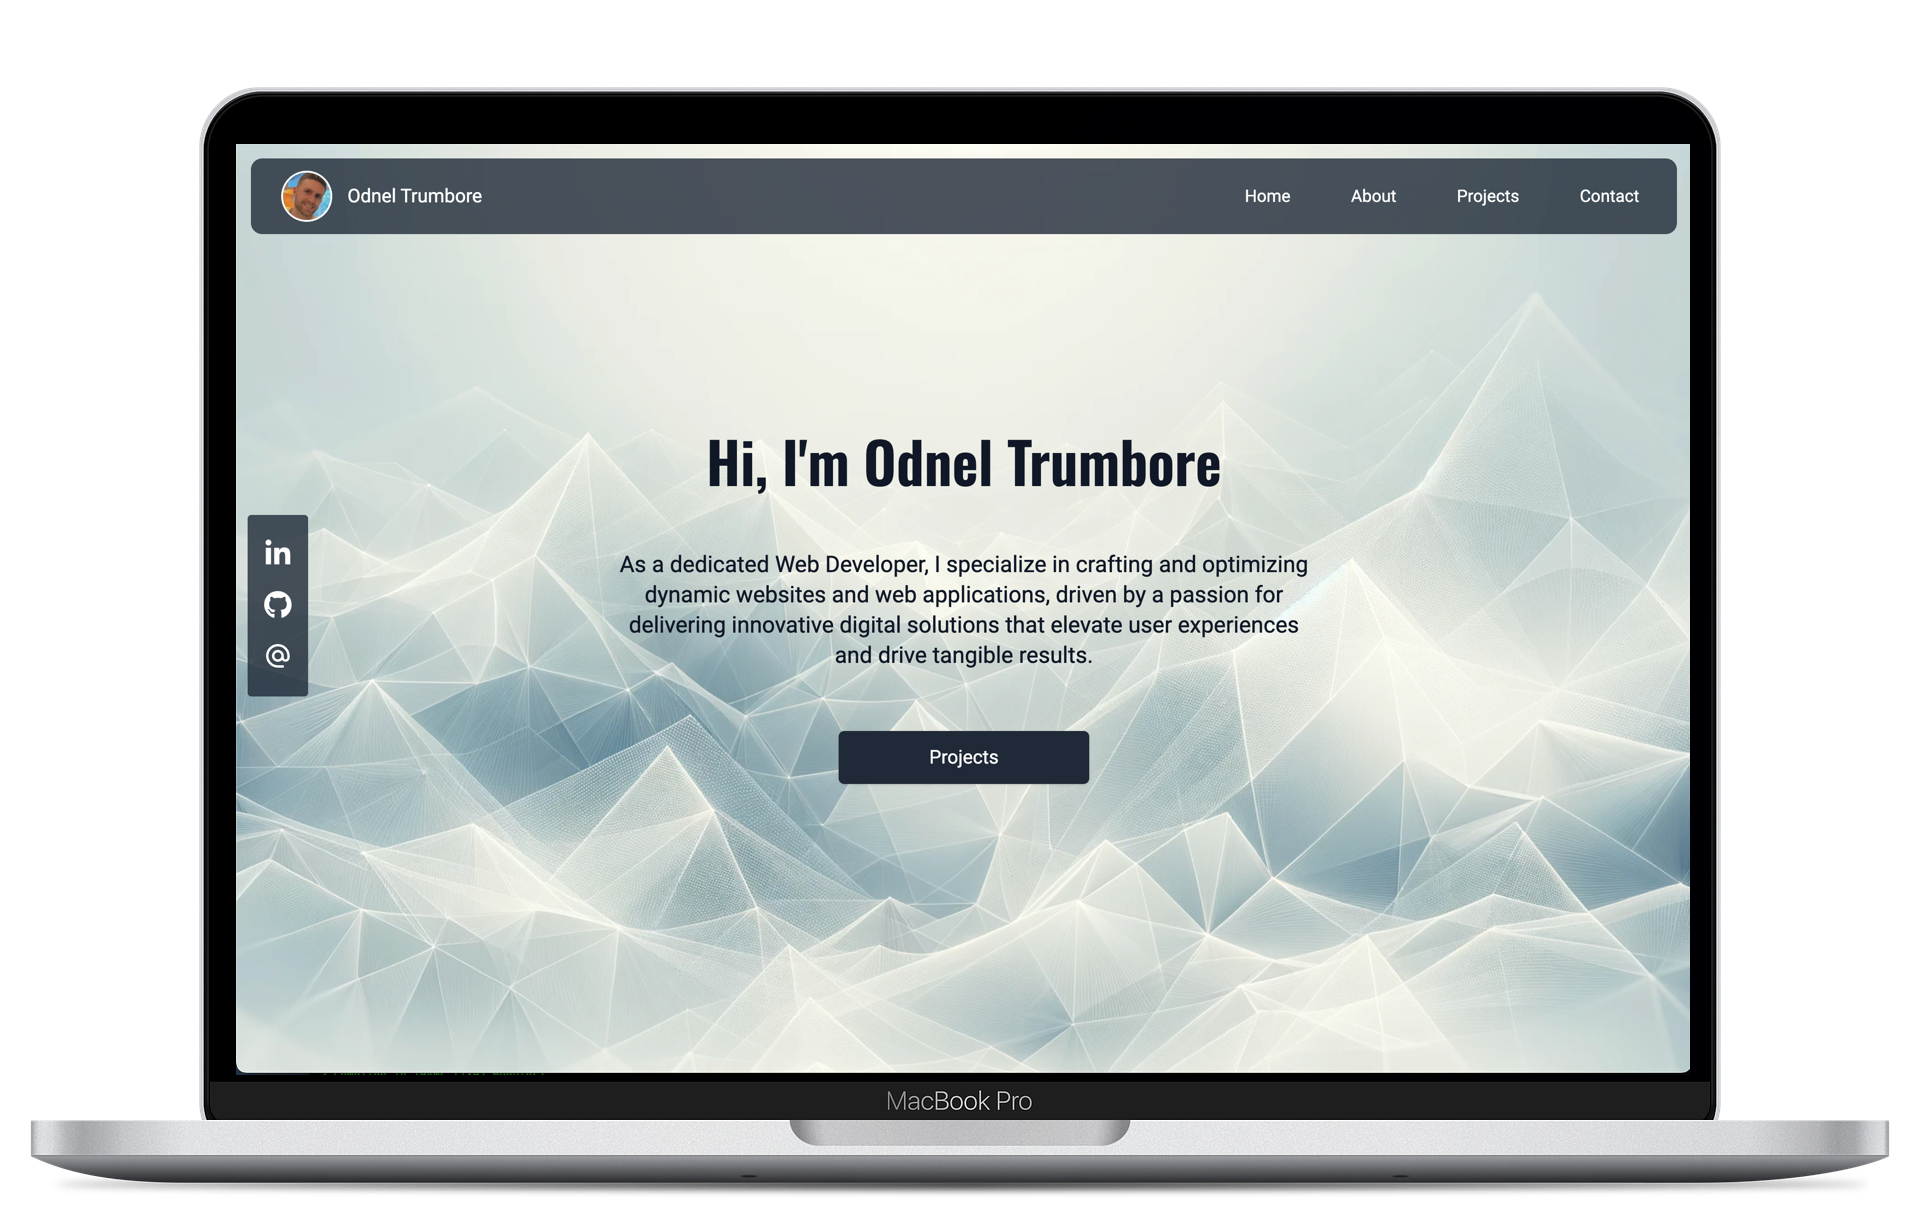 Odnel Trumbore
Home
About
Projects
Contact
Hi, I'm Odnel Trumbore
in
As a dedicated Web Developer, I specialize in crafting and optimizing
dynamic websites and web applications, driven by a passion for
delivering innovative digital solutions that elevate user experiences
and drive tangible results.
@
Projects
MacBook Pro